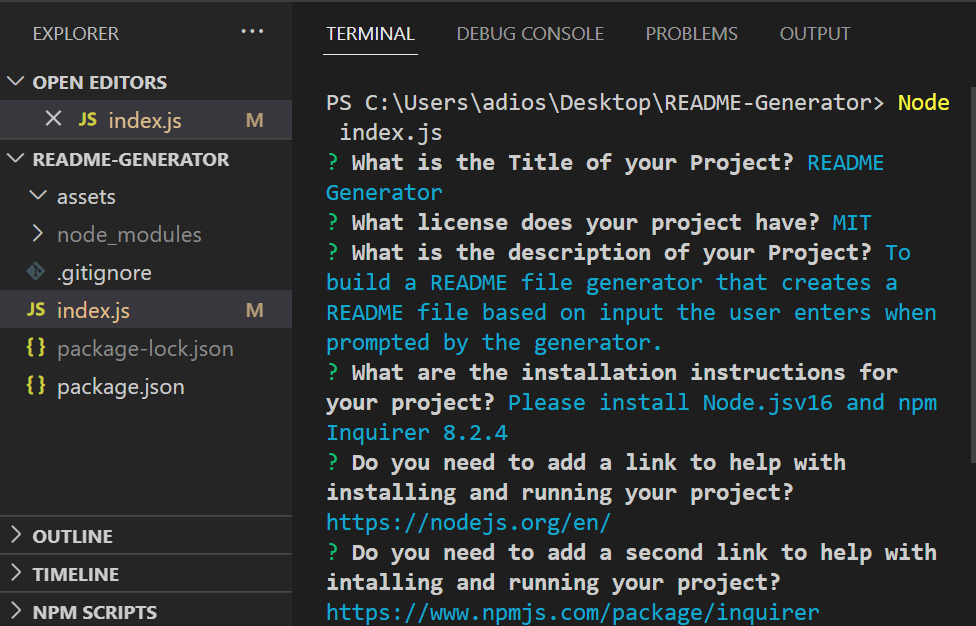 EXPLORER ...
OPEN EDITORS
JS index.js M
README-GENERATOR
assets
node_modules
.gitignore
JS index.js M
{} package-lock.json
{} package.json
OUTLINE
TIMELINE
NPM SCRIPTS
TERMINAL DEBUG CONSOLE PROBLEMS OUTPUT
PS C:\Users\adios\Desktop\README-Generator> Node
index.js
? What is the Title of your Project? README
Generator
? What license does your project have? MIT
? What is the description of your Project? To
build a README file generator that creates a
README file based on input the user enters when
prompted by the generator.
? What are the installation instructions for
your project? Please install Node.jsv16 and npm
Inquirer 8.2.4
? Do you need to add a link to help with
installing and running your project?
https://nodejs.org/en/
? Do you need to add a second link to help with
intalling and running your project?
https://www.npmjs.com/package/inquirer